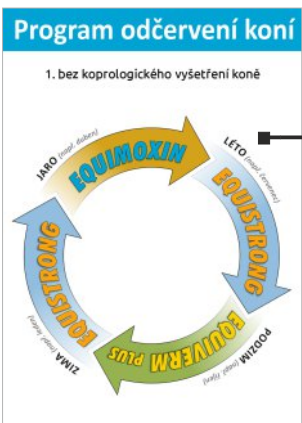 Program odčervení koní
1. bez koprologického vyšetření koně
JARO (např. duben)
EQUIMOXIN
LÉTO (např. červenec)
EQUISTRONG
PODZIM (např. říjen)
EQUIVERM PLUS
ZIMA (např. leden)
EQUISTRONG